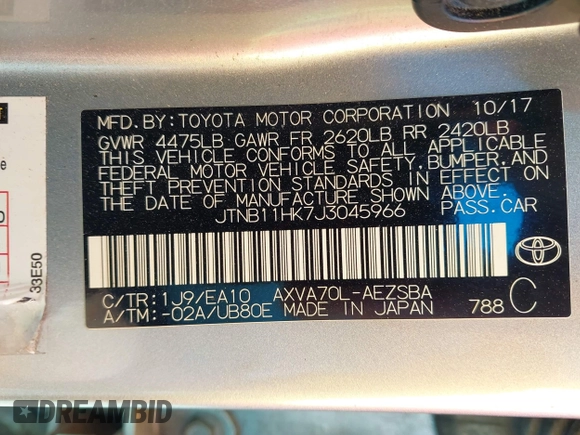 MFD.BY:TOYOTA MOTOR CORPORATION 10/17
GVWR 4475LB GAWR FR 2620LB RR 2420LB
THIS VEHICLE CONFORMS TO ALL APPLICABLE
FEDERAL MOTOR VEHICLE SAFETY,BUMPER,AND
THEFT PREVENTION STANDARDS IN EFFECT ON
THE DATE OF MANUFACTURE SHOWN ABOVE.
JTNB11HK7J3045966 PASS.CAR
C/TR:1J9/EA10 AXVA70L-AEZSBA C
A/TM:-02A/UB80E MADE IN JAPAN 788
TOYOTA
33E50
DREAMBID